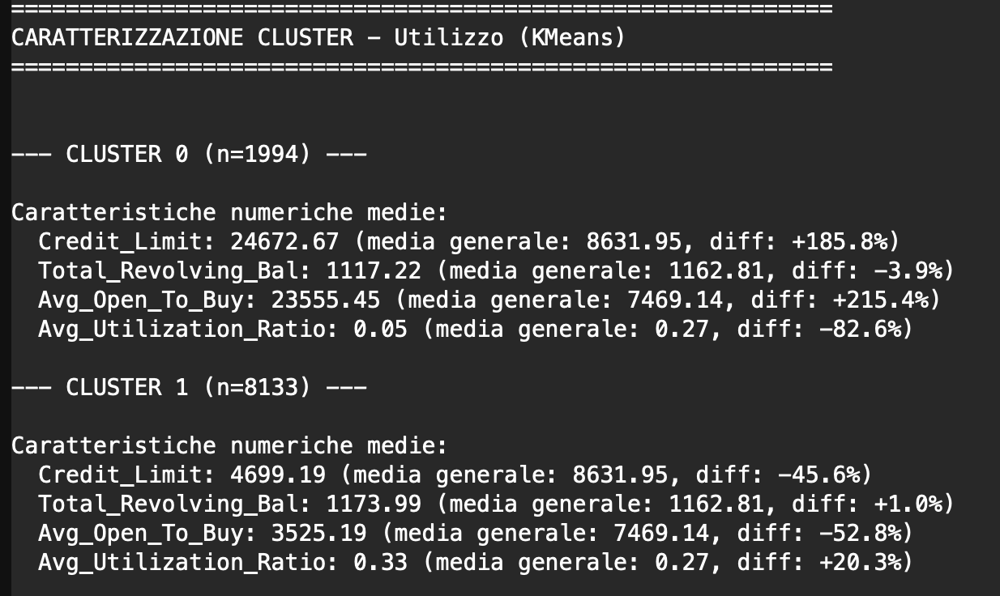 ============================================================
CARATTERIZZAZIONE CLUSTER - Utilizzo (KMeans)
============================================================
--- CLUSTER 0 (n=1994) ---
Caratteristiche numeriche medie:
Credit_Limit: 24672.67 (media generale: 8631.95, diff: +185.8%)
Total_Revolving_Bal: 1117.22 (media generale: 1162.81, diff: -3.9%)
Avg_Open_To_Buy: 23555.45 (media generale: 7469.14, diff: +215.4%)
Avg_Utilization_Ratio: 0.05 (media generale: 0.27, diff: -82.6%)
--- CLUSTER 1 (n=8133) ---
Caratteristiche numeriche medie:
Credit_Limit: 4699.19 (media generale: 8631.95, diff: -45.6%)
Total_Revolving_Bal: 1173.99 (media generale: 1162.81, diff: +1.0%)
Avg_Open_To_Buy: 3525.19 (media generale: 7469.14, diff: -52.8%)
Avg_Utilization_Ratio: 0.33 (media generale: 0.27, diff: +20.3%)